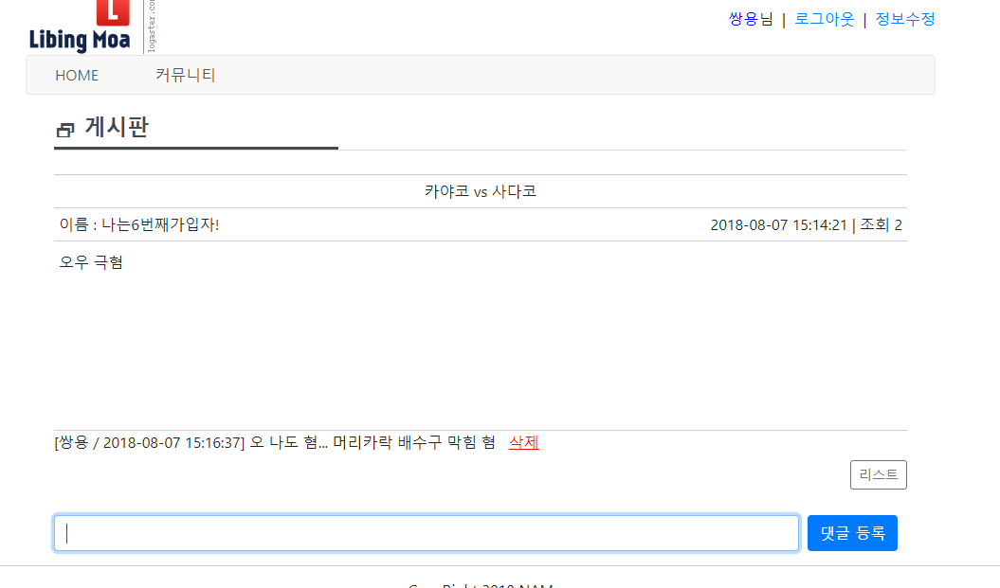 L
Libing Moa
쌍용님 | 로그아웃 | 정보수정
HOME 커뮤니티
게시판
카야코 vs 사다코
이름 : 나는6번째가입자!
2018-08-07 15:14:21 | 조회 2
오우 극혐
[쌍용 / 2018-08-07 15:16:37] 오 나도 혐... 머리카락 배수구 막힘 혐 삭제
리스트
댓글 등록